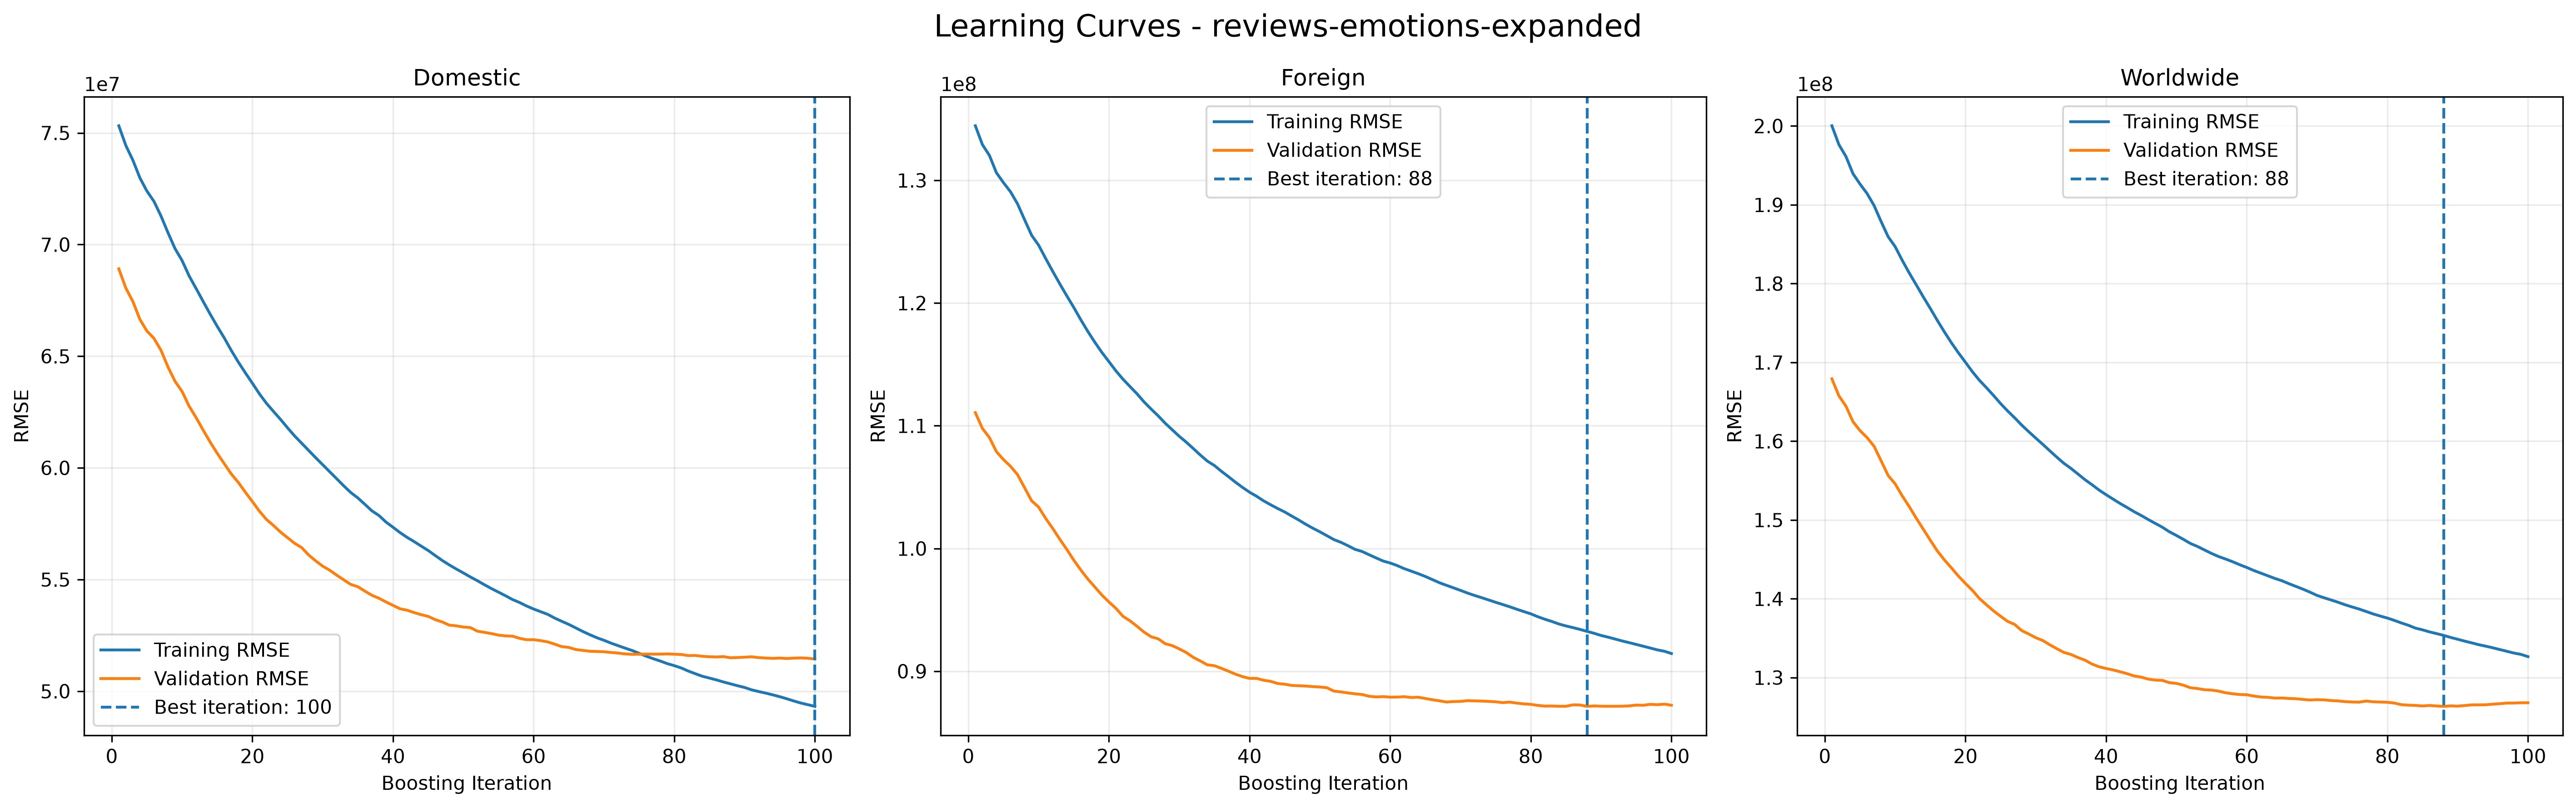 Learning Curves - reviews-emotions-expanded
Domestic
1e7
7.5
7.0
6.5
6.0
5.5
5.0
RMSE
Training RMSE
Validation RMSE
Best iteration: 100
0 20 40 60 80 100
Boosting Iteration
Foreign
1e8
1.3
1.2
1.1
1.0
0.9
RMSE
Training RMSE
Validation RMSE
Best iteration: 88
0 20 40 60 80 100
Boosting Iteration
Worldwide
1e8
2.0
1.9
1.8
1.7
1.6
1.5
1.4
1.3
RMSE
Training RMSE
Validation RMSE
Best iteration: 88
0 20 40 60 80 100
Boosting Iteration